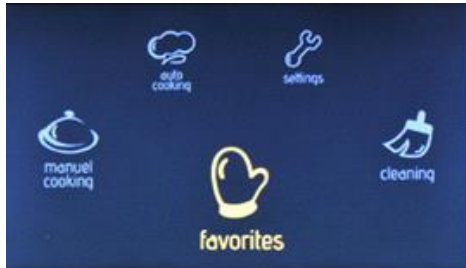 auto
cooking
settings
manuel
cooking
cleaning
favorites